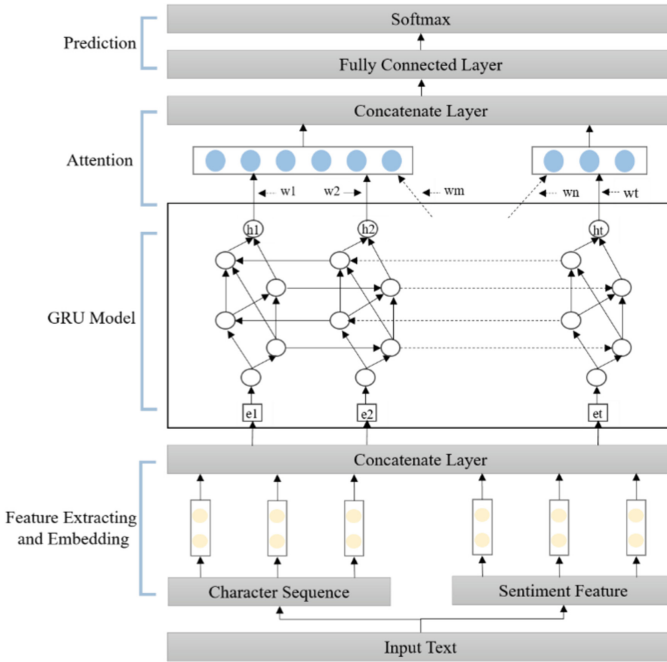 Softmax
Prediction
Fully Connected Layer
Concatenate Layer
Attention
w1 w2 wm wn wt
h1 h2 ht
GRU Model
e1 e2 et
Concatenate Layer
Feature Extracting
and Embedding
Character Sequence Sentiment Feature
Input Text